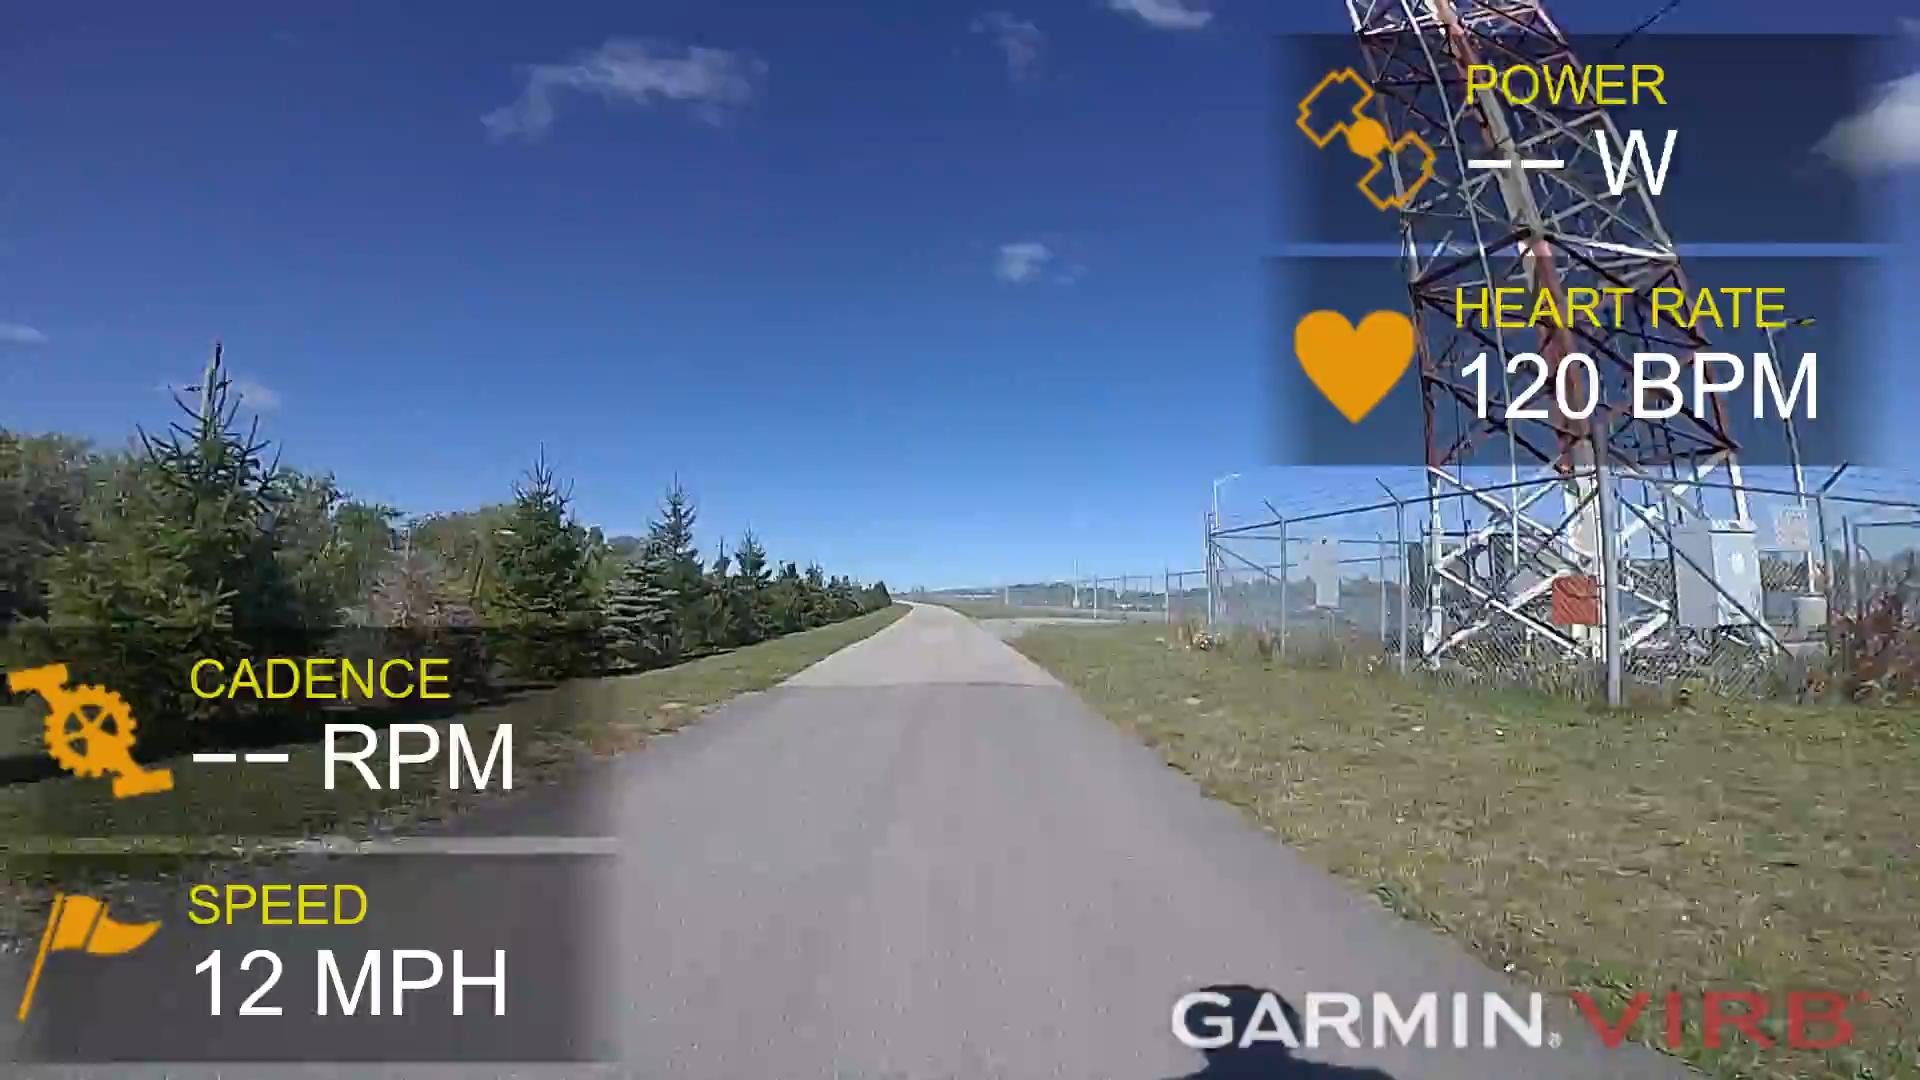 POWER
-- W
HEART RATE
120 BPM
CADENCE
-- RPM
SPEED
12 MPH
GARMIN VIRB